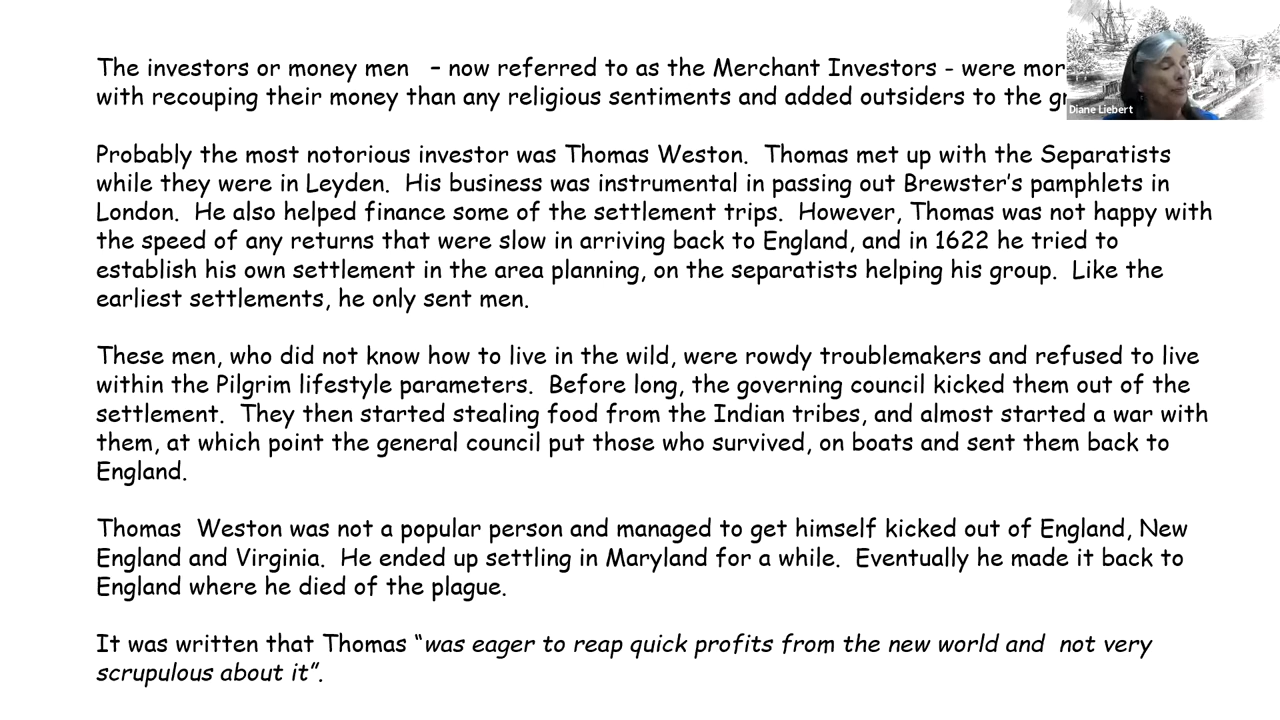 The investors or money men – now referred to as the Merchant Investors - were
with recouping their money than any religious sentiments and added outsiders to the
Diane Liebert
Probably the most notorious investor was Thomas Weston. Thomas met up with the Separatists
while they were in Leyden. His business was instrumental in passing out Brewster's pamphlets in
London. He also helped finance some of the settlement trips. However, Thomas was not happy with
the speed of any returns that were slow in arriving back to England, and in 1622 he tried to
establish his own settlement in the area planning, on the separatists helping his group. Like the
earliest settlements, he only sent men.
These men, who did not know how to live in the wild, were rowdy troublemakers and refused to live
within the Pilgrim lifestyle parameters. Before long, the governing council kicked them out of the
settlement. They then started stealing food from the Indian tribes, and almost started a war with
them, at which point the general council put those who survived, on boats and sent them back to
England.
Thomas Weston was not a popular person and managed to get himself kicked out of England, New
England and Virginia. He ended up settling in Maryland for a while. Eventually he made it back to
England where he died of the plague.
It was written that Thomas “was eager to reap quick profits from the new world and not very
scrupulous about it”.